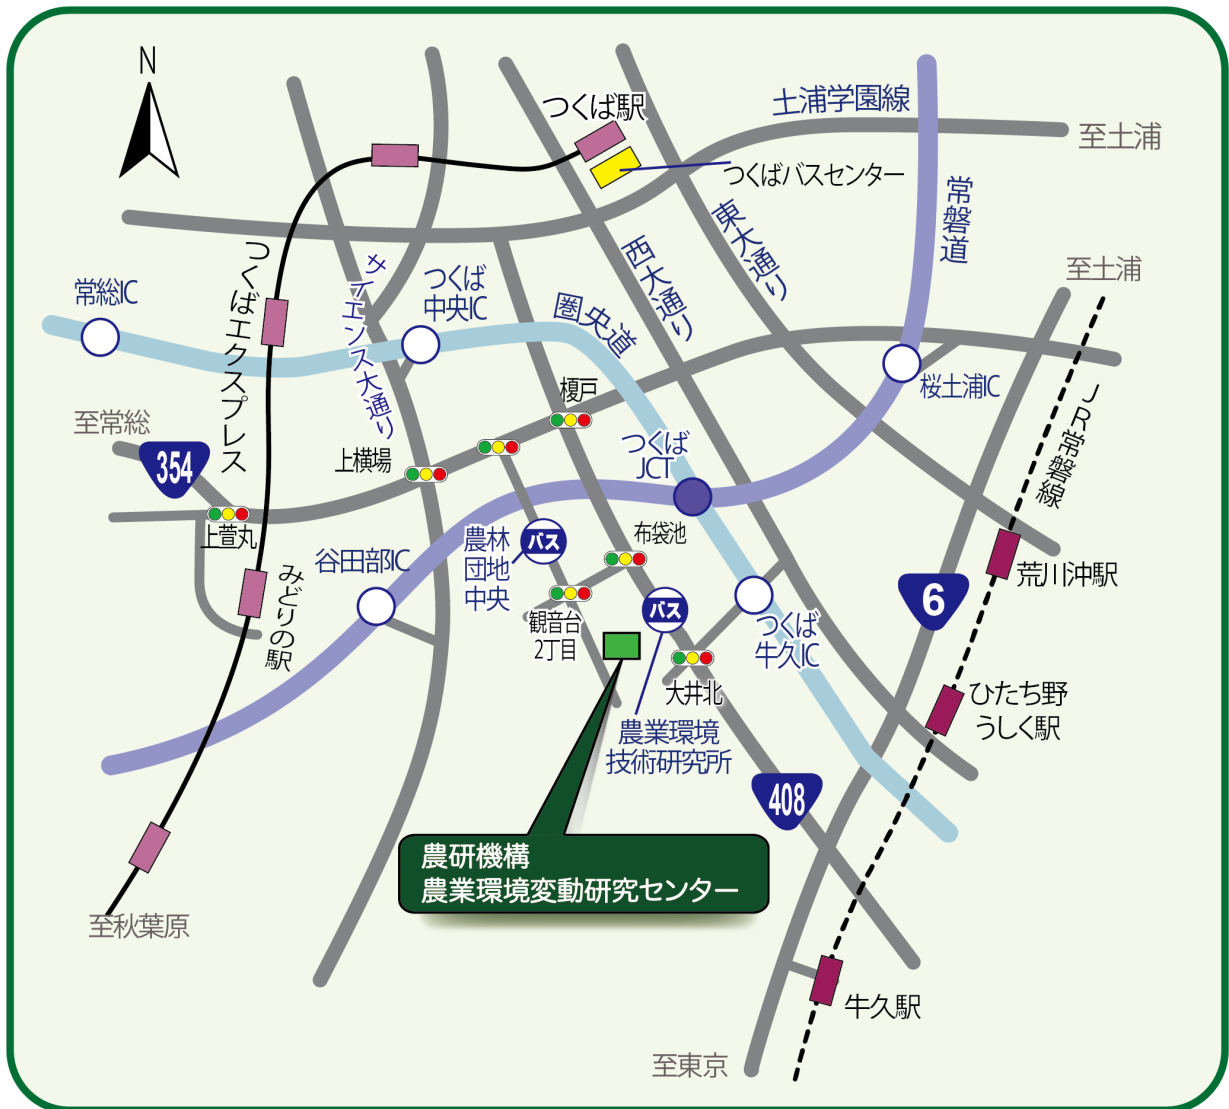 N
つくば駅
土浦学園線
至土浦
つくばバスセンター
常磐道
東大通り
西大通り
至土浦
つくばエクスプレス
サイエンス大通り
つくば
中央IC
常総IC
圏央道
桜土浦IC
JR常磐線
榎戸
至常総
354
上横場
つくば
JCT
上萱丸
谷田部IC
農林
団地
中央
バス
布袋池
みどりの駅
観音台
2丁目
バス
つくば
牛久IC
6
荒川沖駅
大井北
ひたち野
うしく駅
農業環境
技術研究所
408
農研機構
農業環境変動研究センター
至秋葉原
牛久駅
至東京